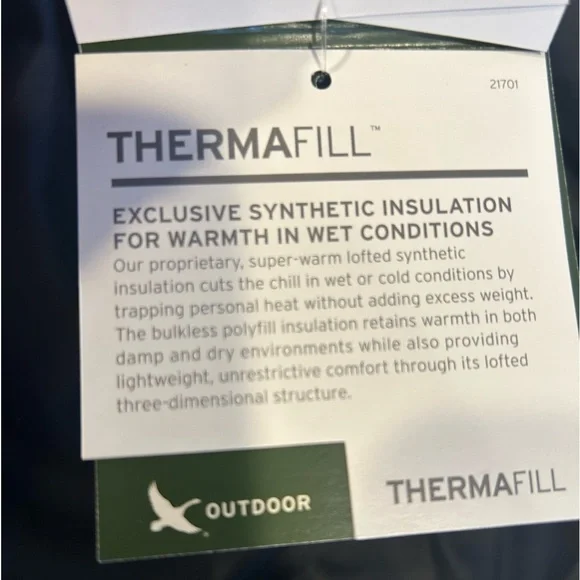 21701
THERMAFILL™
EXCLUSIVE SYNTHETIC INSULATION
FOR WARMTH IN WET CONDITIONS
Our proprietary, super-warm lofted synthetic
insulation cuts the chill in wet or cold conditions by
trapping personal heat without adding excess weight.
The bulkless polyfill insulation retains warmth in both
damp and dry environments while also providing
lightweight, unrestrictive comfort through its lofted
three-dimensional structure.
OUTDOOR
THERMAFILL